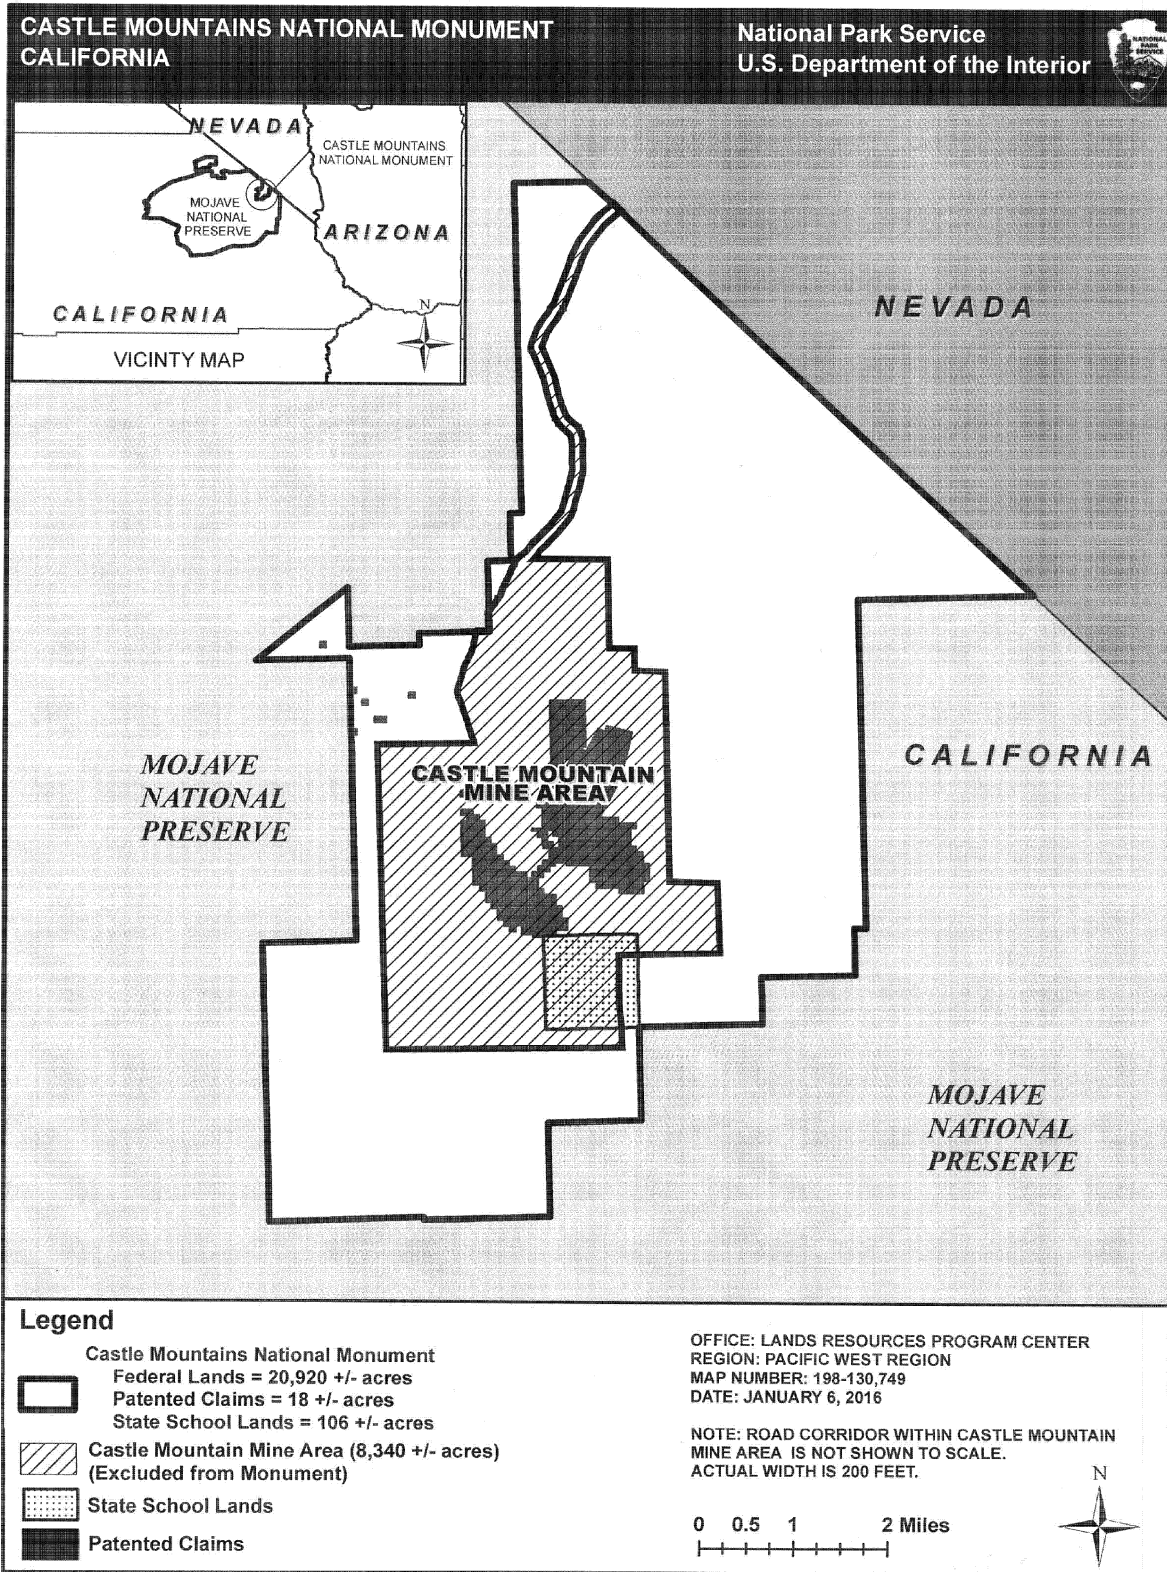 CASTLE MOUNTAINS NATIONAL MONUMENT
CALIFORNIA
National Park Service
U.S. Department of the Interior
NATIONAL
PARK
SERVICE
NEVADA
CASTLE MOUNTAINS
NATIONAL MONUMENT
MOJAVE
NATIONAL
PRESERVE
ARIZONA
CALIFORNIA
N
VICINTY MAP
NEVADA
CALIFORNIA
MOJAVE
NATIONAL
PRESERVE
CASTLE MOUNTAIN
MINE AREA
MOJAVE
NATIONAL
PRESERVE
Legend
Castle Mountains National Monument
Federal Lands = 20,920 +/- acres
Patented Claims = 18 +/- acres
State School Lands = 106 +/- acres
Castle Mountain Mine Area (8,340 +/- acres)
(Excluded from Monument)
State School Lands
Patented Claims
OFFICE: LANDS RESOURCES PROGRAM CENTER
REGION: PACIFIC WEST REGION
MAP NUMBER: 198-130,749
DATE: JANUARY 6, 2016
NOTE: ROAD CORRIDOR WITHIN CASTLE MOUNTAIN
MINE AREA IS NOT SHOWN TO SCALE.
ACTUAL WIDTH IS 200 FEET.
N
0 0.5 1 2 Miles